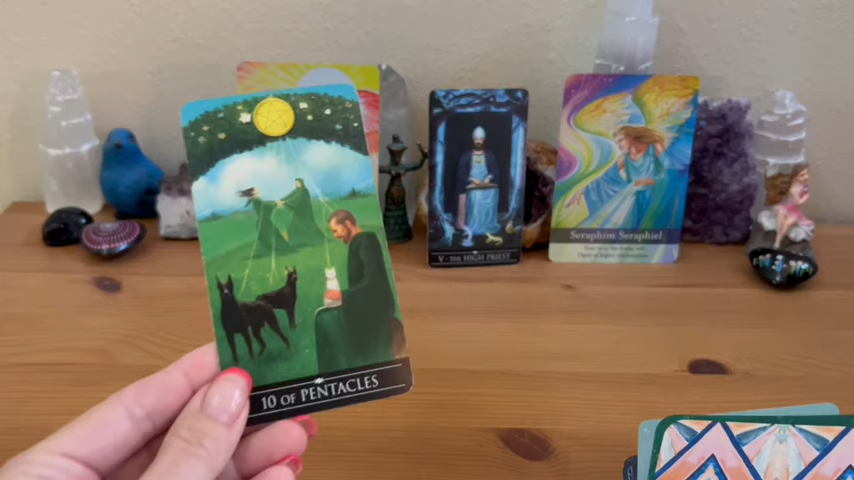 10 OF PENTACLES
V - THE HIGH PRIEST
Seraphim Seraphiel